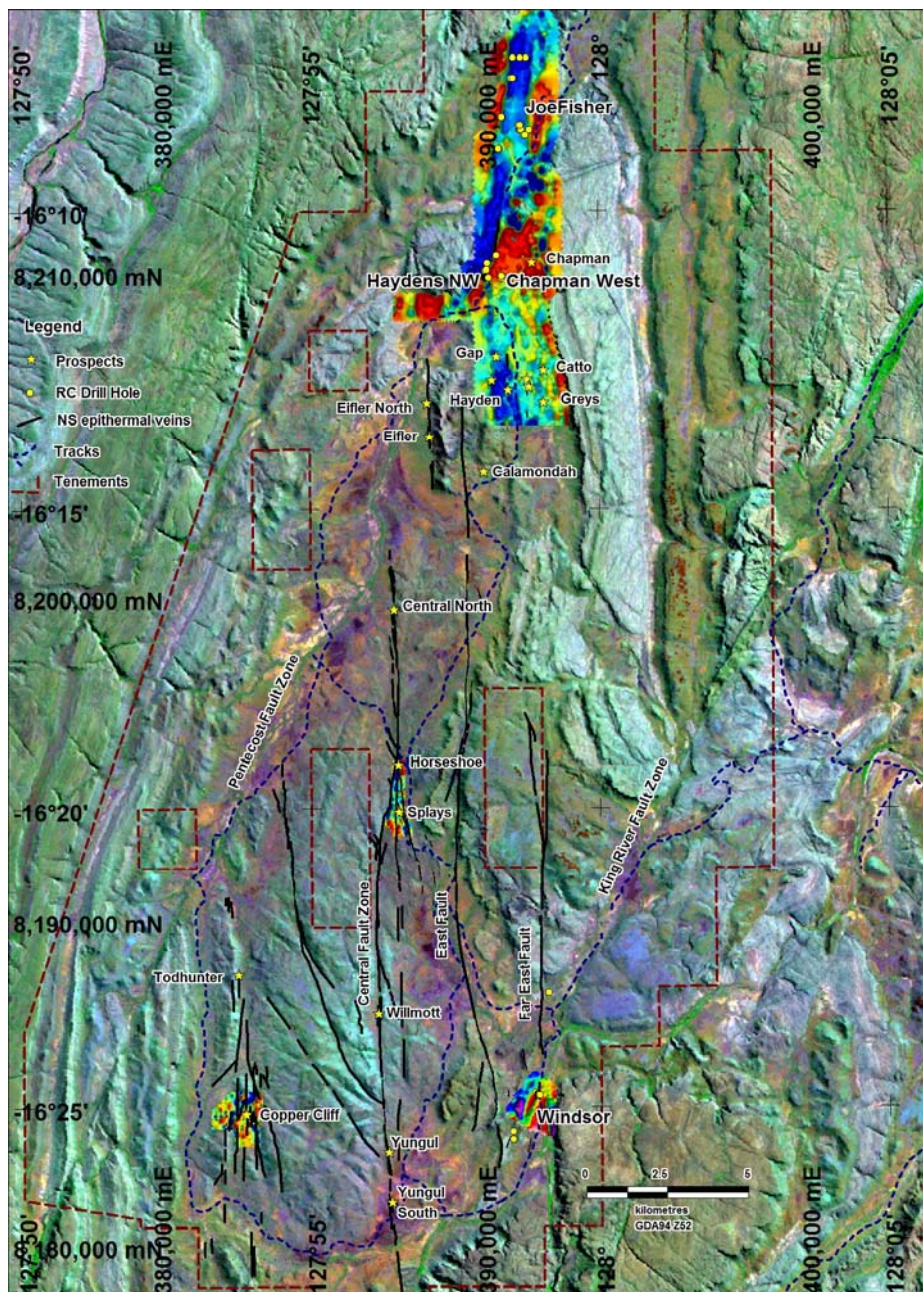 127°50'
380,000 mE
127°55'
390,000 mE
128°
400,000 mE
128°05'
JoeFisher
-16°10'
Chapman
8,210,000 mN
Haydens NW
Chapman West
Legend
Prospects
RC Drill Hole
NS epithermal veins
Tracks
Tenements
Gap
Catto
Hayden
Greys
Eifler North
Eifler
Calamondah
-16°15'
8,200,000 mN
Central North
Pentecost Fault Zone
Horseshoe
Splays
-16°20'
King River Fault Zone
8,190,000 mN
Central Fault Zone
East Fault
Far East Fault
Todhunter
Willmott
-16°25'
Copper Cliff
Windsor
Yungul
Yungul
South
0 2.5 5
kilometres
GDA94 Z52
8,180,000 mN
127°50'
380,000 mE
127°55'
390,000 mE
128°
400,000 mE
128°05'